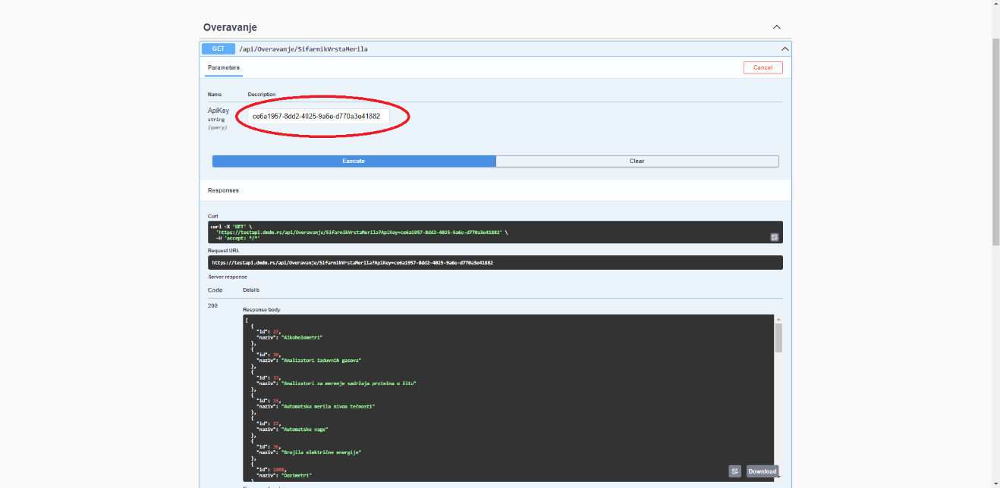 Overavanje
GET /api/Overavanje/SifarnikVrstaMerila
Parameters
Cancel
Name Description
ApiKey
string
(query)
ce6a1957-8dd2-4025-9a6e-d770a3e41882
Execute Clear
Responses
Curl
curl -X 'GET' \
'https://testapi.dmdm.rs/api/Overavanje/SifarnikVrstaMerila?ApiKey=ce6a1957-8dd2-4025-9a6e-d770a3e41882' \
-H 'accept: */*'
Request URL
https://testapi.dmdm.rs/api/Overavanje/SifarnikVrstaMerila?ApiKey=ce6a1957-8dd2-4025-9a6e-d770a3e41882
Server response
Code Details
200
Response body
[
{
"id": 27,
"naziv": "Alkoholometri"
},
{
"id": 30,
"naziv": "Analizatori izduvnih gasova"
},
{
"id": 33,
"naziv": "Analizatori za merenje sadržaja proteina u žitu"
},
{
"id": 15,
"naziv": "Automatska merila nivoa tečnosti"
},
{
"id": 22,
"naziv": "Automatske vage"
},
{
"id": 36,
"naziv": "Brojila električne energije"
},
{
"id": 1008,
"naziv": "Dozimetri"
Download